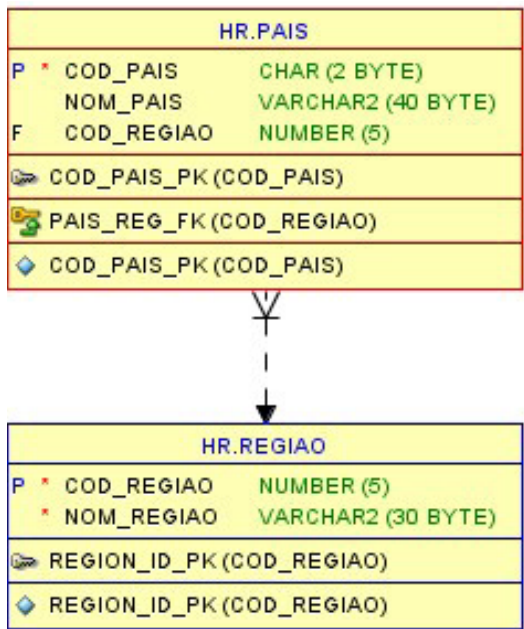 HR.PAIS
P * COD_PAIS CHAR (2 BYTE)
NOM_PAIS VARCHAR2 (40 BYTE)
F COD_REGIAO NUMBER (5)
COD_PAIS_PK (COD_PAIS)
PAIS_REG_FK (COD_REGIAO)
COD_PAIS_PK (COD_PAIS)
HR.REGIAO
P * COD_REGIAO NUMBER (5)
* NOM_REGIAO VARCHAR2 (30 BYTE)
REGION_ID_PK (COD_REGIAO)
REGION_ID_PK (COD_REGIAO)